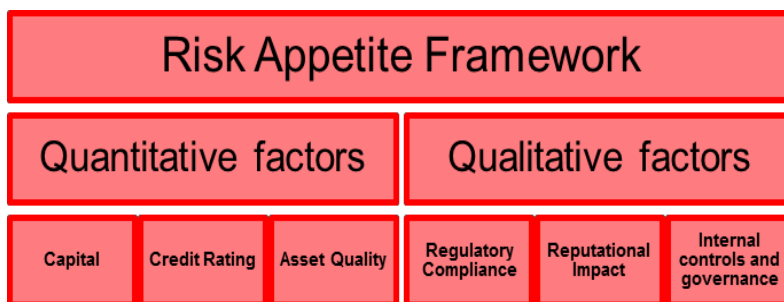 Risk Appetite Framework
Quantitative factors
Qualitative factors
Capital
Credit Rating
Asset Quality
Regulatory
Compliance
Reputational
Impact
Internal
controls and
governance